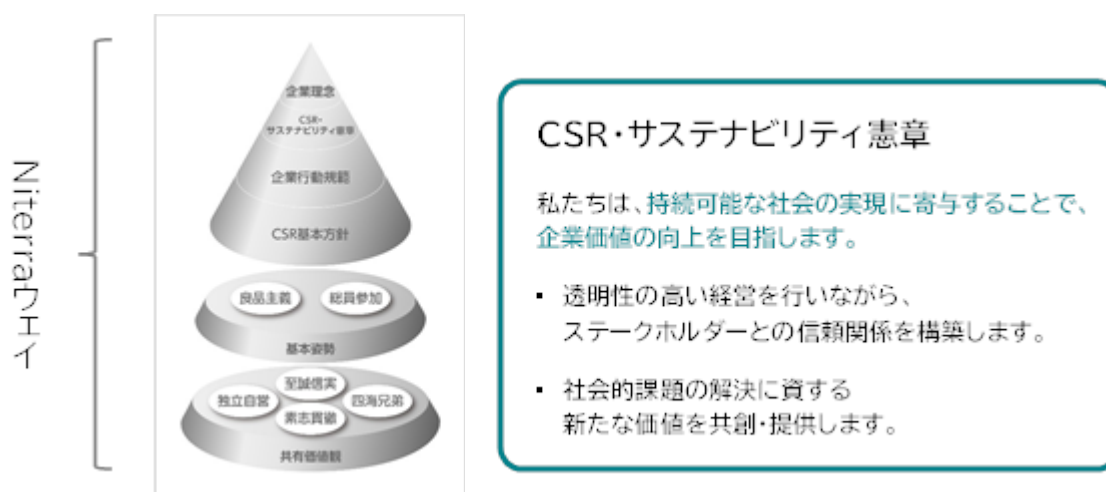 Niterraウエイ
企業理念
CSR・
サステナビリティ憲章
企業行動規範
CSR基本方針
良品主義 総員参加
基本姿勢
至誠信実
独立自営 四海兄弟
素志貫徹
共有価値観
CSR・サステナビリティ憲章
私たちは、持続可能な社会の実現に寄与することで、
企業価値の向上を目指します。
▪ 透明性の高い経営を行いながら、
ステークホルダーとの信頼関係を構築します。
▪ 社会的課題の解決に資する
新たな価値を共創・提供します。